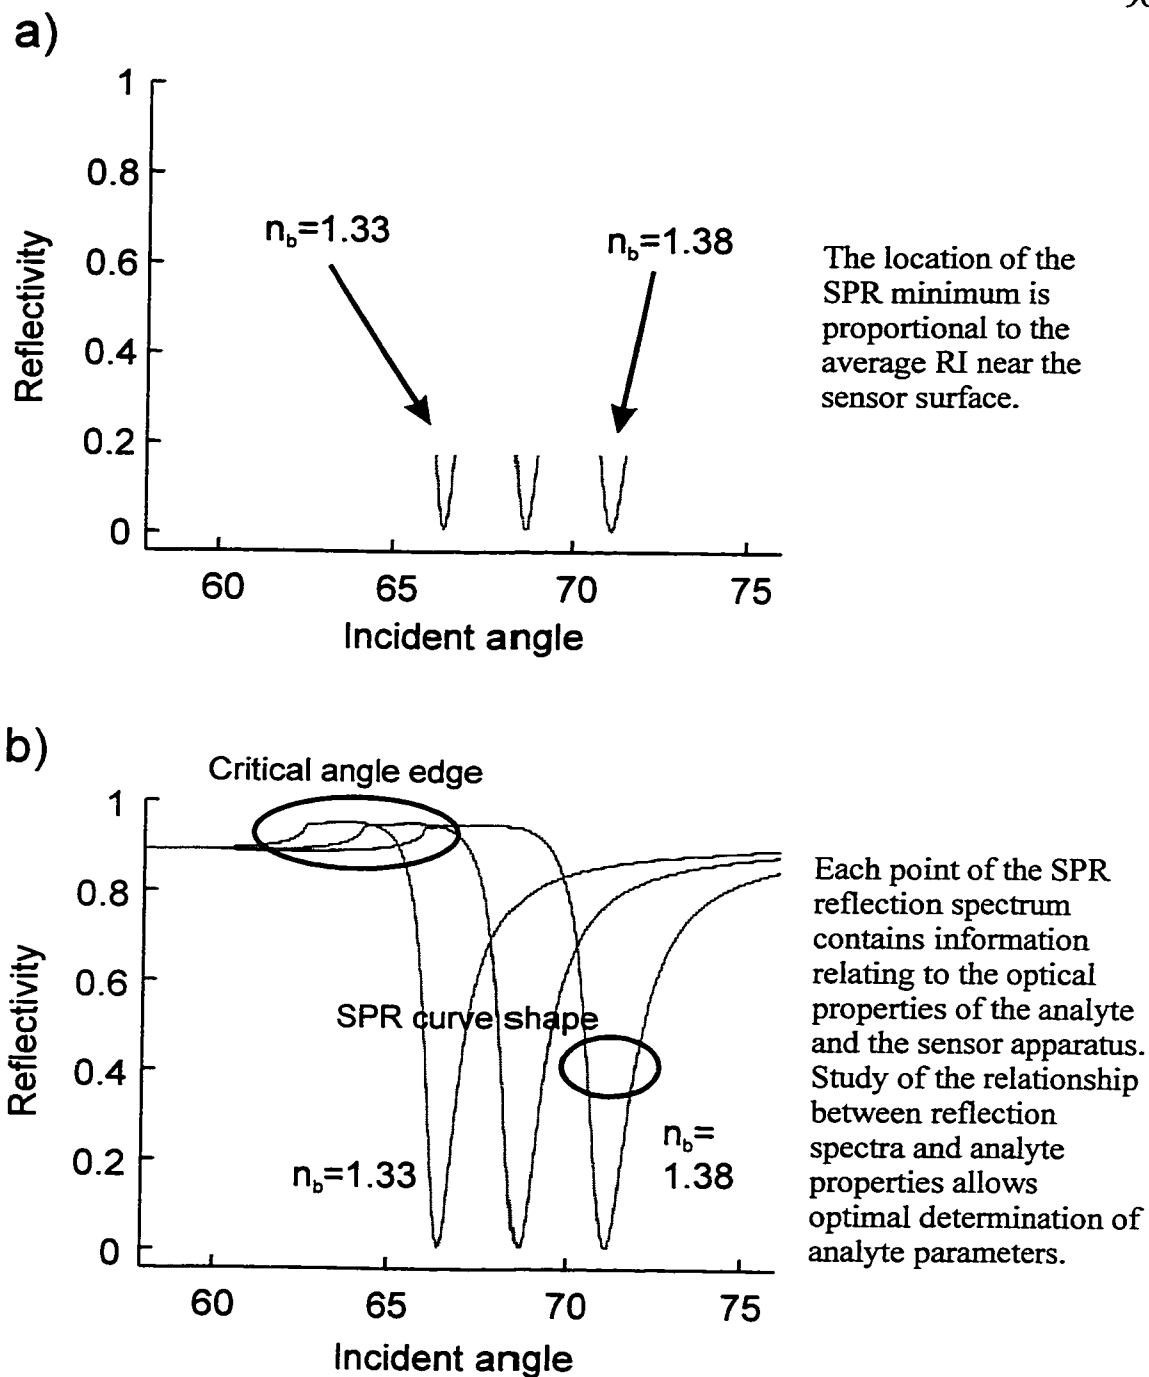 a)
1
0.8
0.6
0.4
0.2
0
Reflectivity
n_b=1.33
n_b=1.38
60
65
70
75
Incident angle
The location of the
SPR minimum is
proportional to the
average RI near the
sensor surface.
b)
Critical angle edge
1
0.8
0.6
0.4
0.2
0
Reflectivity
SPR curve shape
n_b=1.33
n_b=
1.38
60
65
70
75
Incident angle
Each point of the SPR
reflection spectrum
contains information
relating to the optical
properties of the analyte
and the sensor apparatus.
Study of the relationship
between reflection
spectra and analyte
properties allows
optimal determination of
analyte parameters.